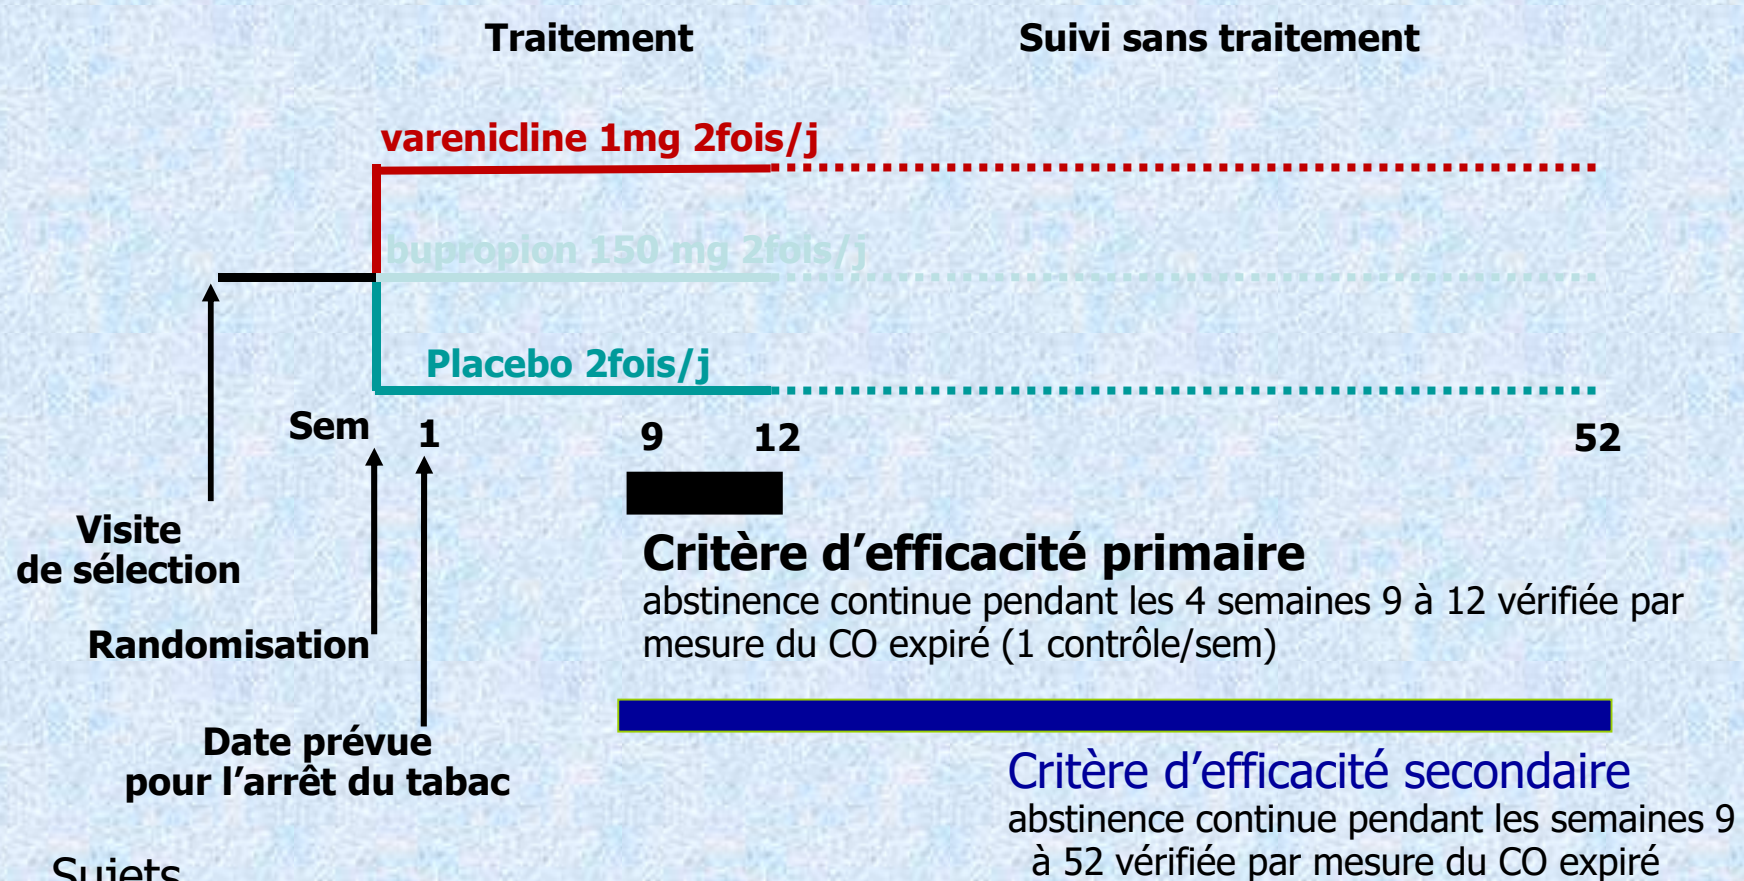 Traitement
Suivi sans traitement
varenicline 1mg 2fois/j
bupropion 150 mg 2fois/j
Placebo 2fois/j
Sem 1 9 12 52
Visite
de sélection
Randomisation
Date prévue
pour l’arrêt du tabac
Critère d’efficacité primaire
abstinence continue pendant les 4 semaines 9 à 12 vérifiée par
mesure du CO expiré (1 contrôle/sem)
Critère d’efficacité secondaire
abstinence continue pendant les semaines 9
à 52 vérifiée par mesure du CO expiré
Sujets